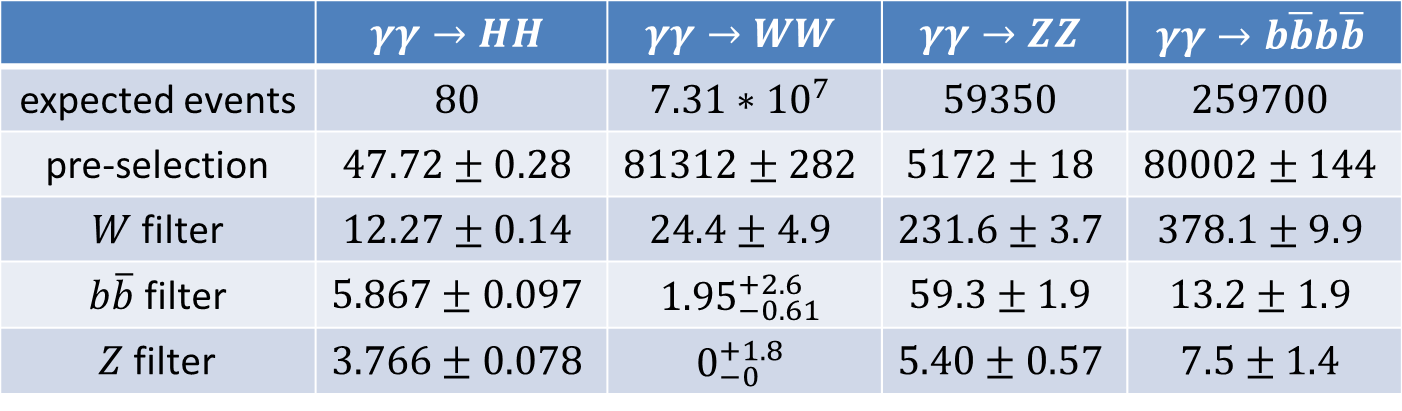 γγ → HH γγ → WW γγ → ZZ γγ → bb̅bb̅
expected events 80 7.31 ∗ 10⁷ 59350 259700
pre-selection 47.72 ± 0.28 81312 ± 282 5172 ± 18 80002 ± 144
W filter 12.27 ± 0.14 24.4 ± 4.9 231.6 ± 3.7 378.1 ± 9.9
bb̅ filter 5.867 ± 0.097 1.95 +2.6 −0.61 59.3 ± 1.9 13.2 ± 1.9
Z filter 3.766 ± 0.078 0 +1.8 −0 5.40 ± 0.57 7.5 ± 1.4